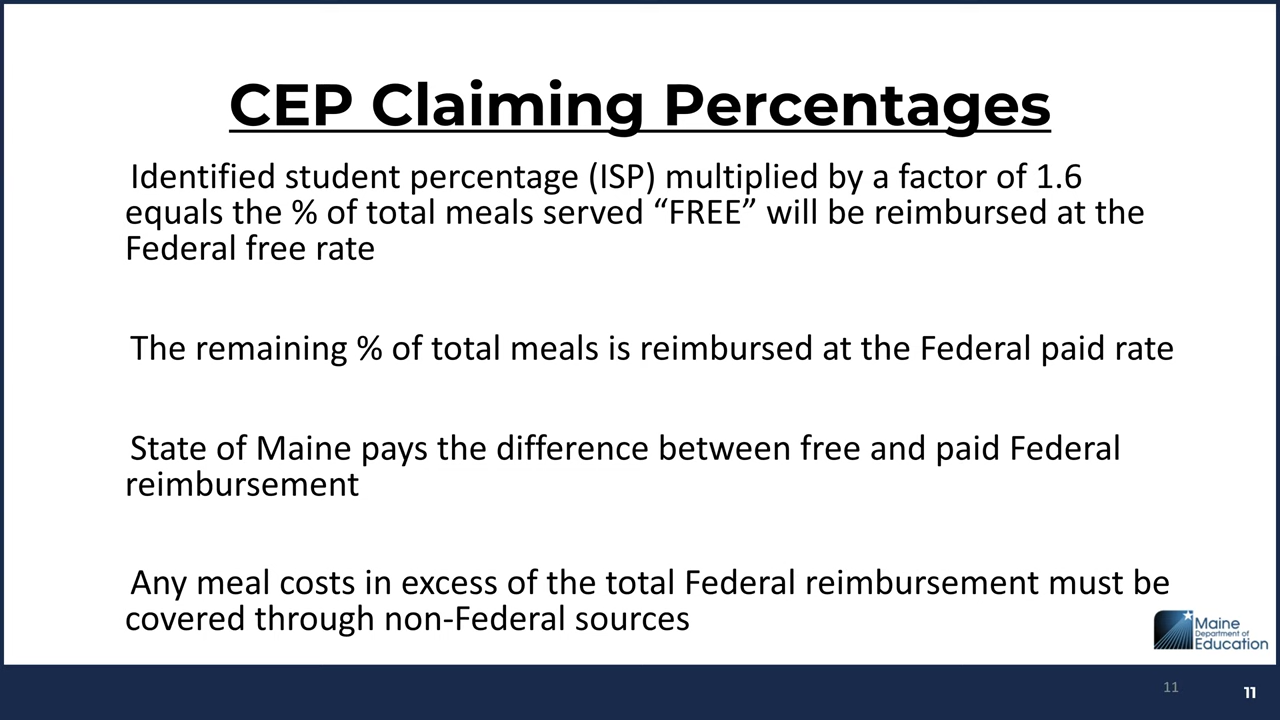 CEP Claiming Percentages
Identified student percentage (ISP) multiplied by a factor of 1.6
equals the % of total meals served “FREE” will be reimbursed at the
Federal free rate
The remaining % of total meals is reimbursed at the Federal paid rate
State of Maine pays the difference between free and paid Federal
reimbursement
Any meal costs in excess of the total Federal reimbursement must be
covered through non-Federal sources
Maine
Department of
Education
11
11